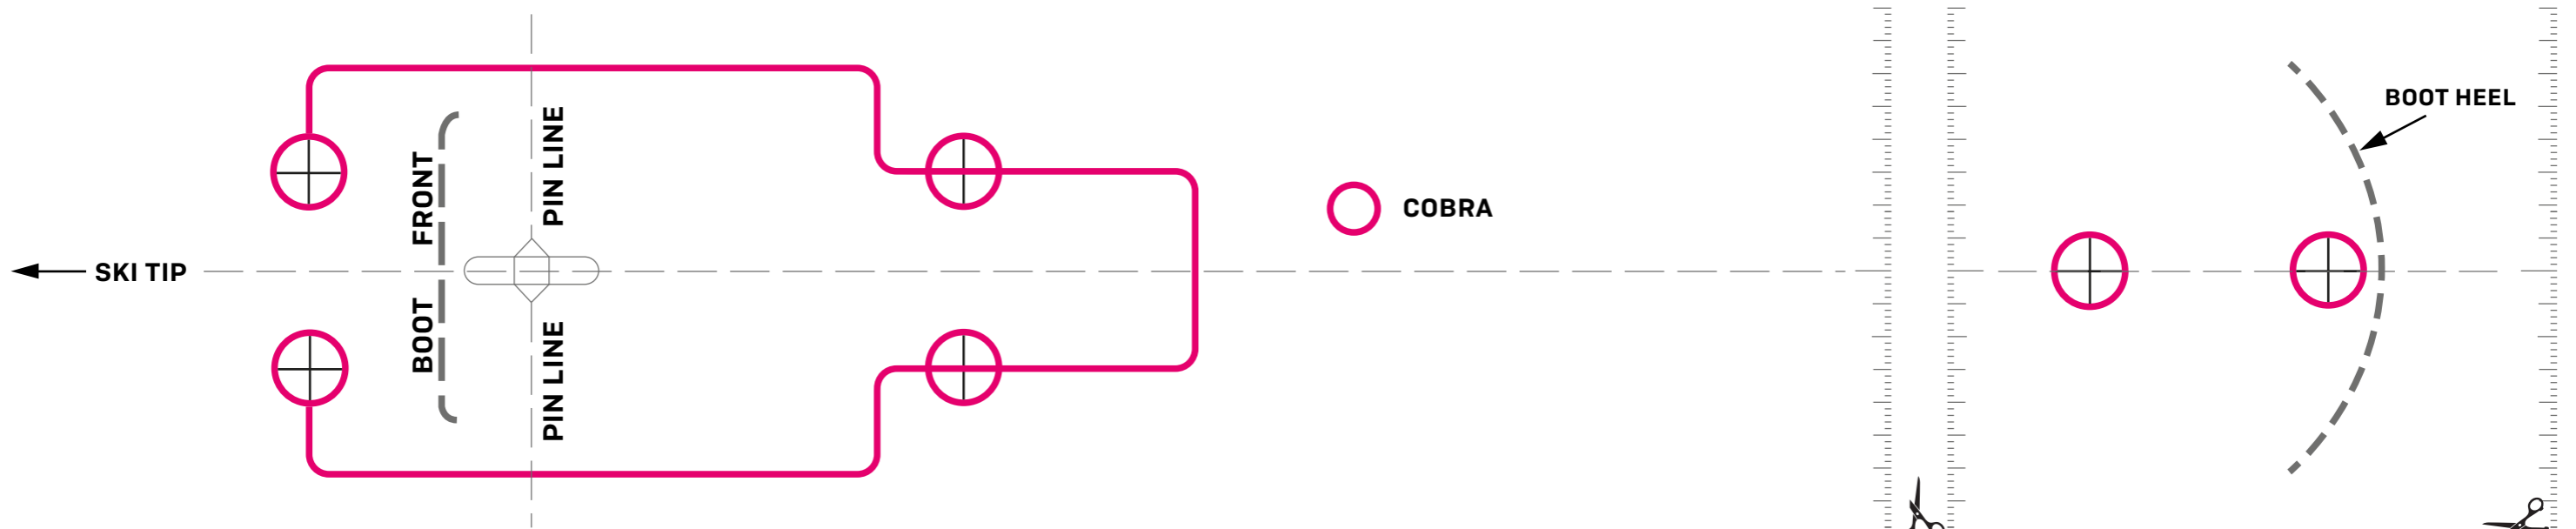 SKI TIP
BOOT FRONT
PIN LINE
PIN LINE
COBRA
BOOT HEEL